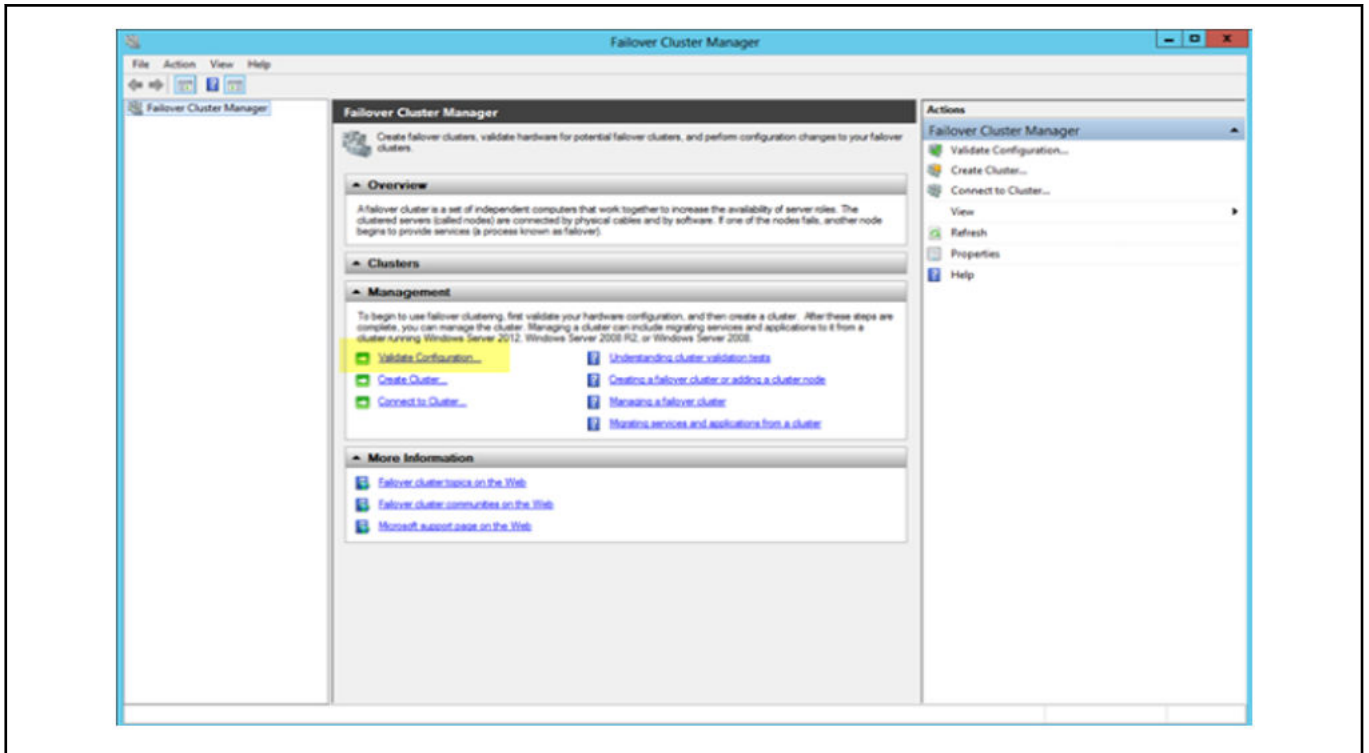 Failover Cluster Manager
File Action View Help
Failover Cluster Manager
Failover Cluster Manager
Create failover clusters, validate hardware for potential failover clusters, and perform configuration changes to your failover
clusters.
Overview
A failover cluster is a set of independent computers that work together to increase the availability of server roles. The
clustered servers (called nodes) are connected by physical cables and by software. If one of the nodes fails, another node
begins to provide services (a process known as failover).
Clusters
Management
To begin to use failover clustering, first validate your hardware configuration, and then create a cluster. After these steps are
complete, you can manage the cluster. Managing a cluster can include migrating services and applications to it from a
cluster running Windows Server 2012, Windows Server 2008 R2, or Windows Server 2008.
Validate Configuration...
Understanding cluster validation tests
Create Cluster...
Creating a failover cluster or adding a cluster node
Connect to Cluster...
Managing a failover cluster
Migrating services and applications from a cluster
More Information
Failover cluster topics on the Web
Failover cluster communities on the Web
Microsoft support page on the Web
Actions
Failover Cluster Manager
Validate Configuration...
Create Cluster...
Connect to Cluster...
View
Refresh
Properties
Help